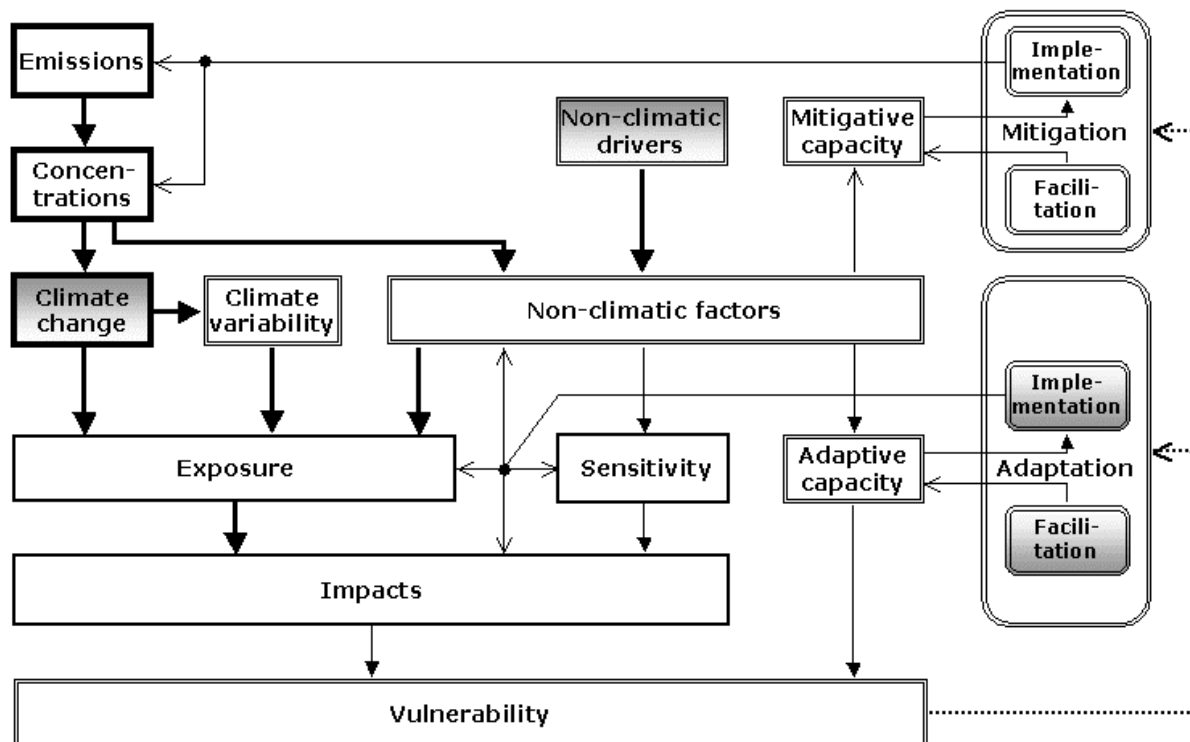 Emissions
Concen-
trations
Climate
change
Climate
variability
Non-climatic
drivers
Non-climatic factors
Mitigative
capacity
Imple-
mentation
Mitigation
Facili-
tation
Exposure
Sensitivity
Adaptive
capacity
Imple-
mentation
Adaptation
Facili-
tation
Impacts
Vulnerability